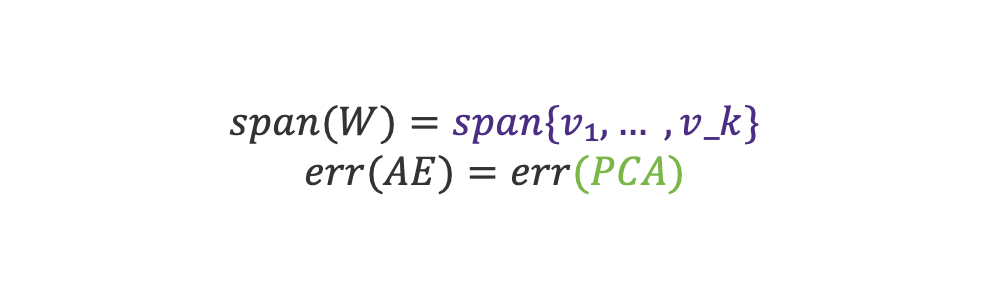 span(W) = span{v₁, … , v_k}
err(AE) = err(PCA)